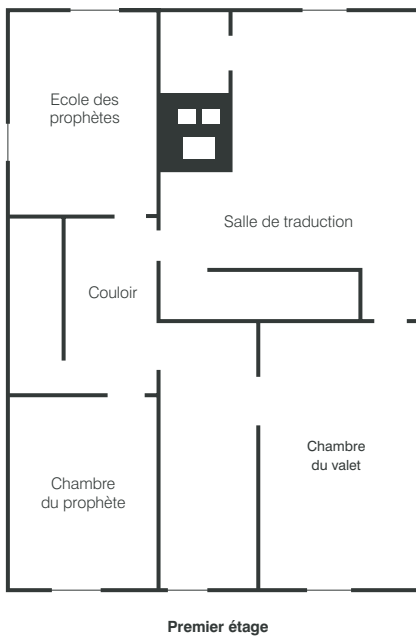 Ecole des
prophètes
Salle de traduction
Couloir
Chambre
du valet
Chambre
du prophète
Premier étage